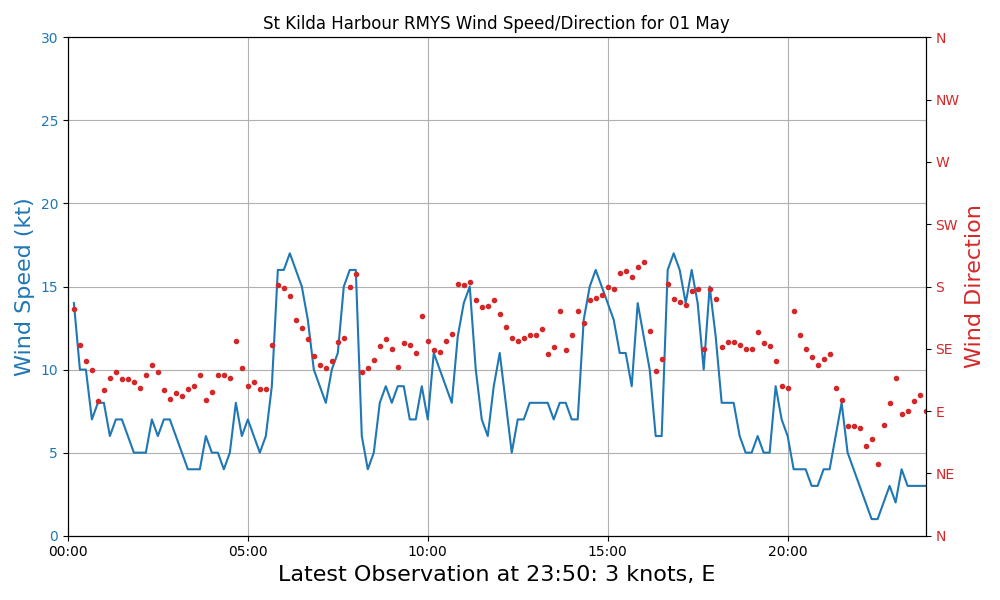 St Kilda Harbour RMYS Wind Speed/Direction for 01 May
30
25
20
15
10
5
0
Wind Speed (kt)
N
NW
W
SW
S
SE
E
NE
N
Wind Direction
00:00 05:00 10:00 15:00 20:00
Latest Observation at 23:50: 3 knots, E